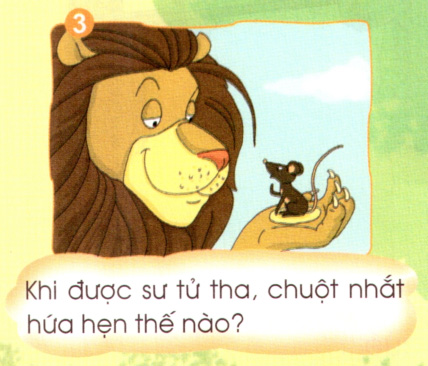 3
Khi được sư tử tha, chuột nhắt
hứa hẹn thế nào?